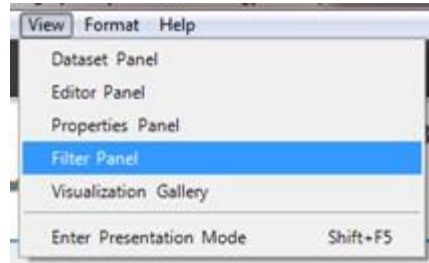 View Format Help
Dataset Panel
Editor Panel
Properties Panel
Filter Panel
Visualization Gallery
Enter Presentation Mode Shift+F5